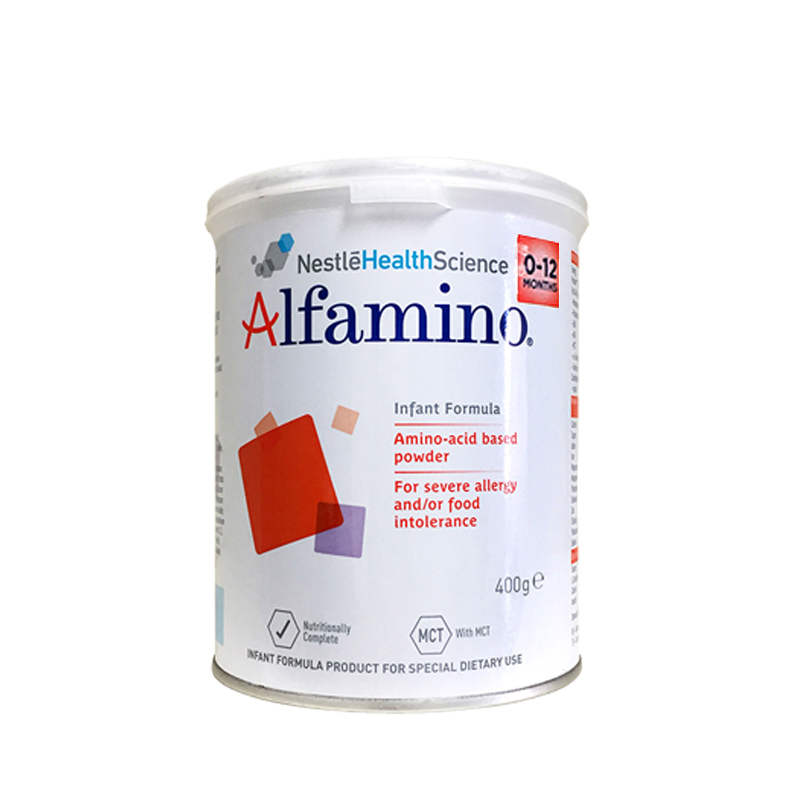 NestlēHealthScience
0-12
MONTHS
Alfamino®
Infant Formula
Amino-acid based
powder
For severe allergy
and/or food
intolerance
400g℮
Nutritionally
Complete
MCT
With MCT
INFANT FORMULA PRODUCT FOR SPECIAL DIETARY USE